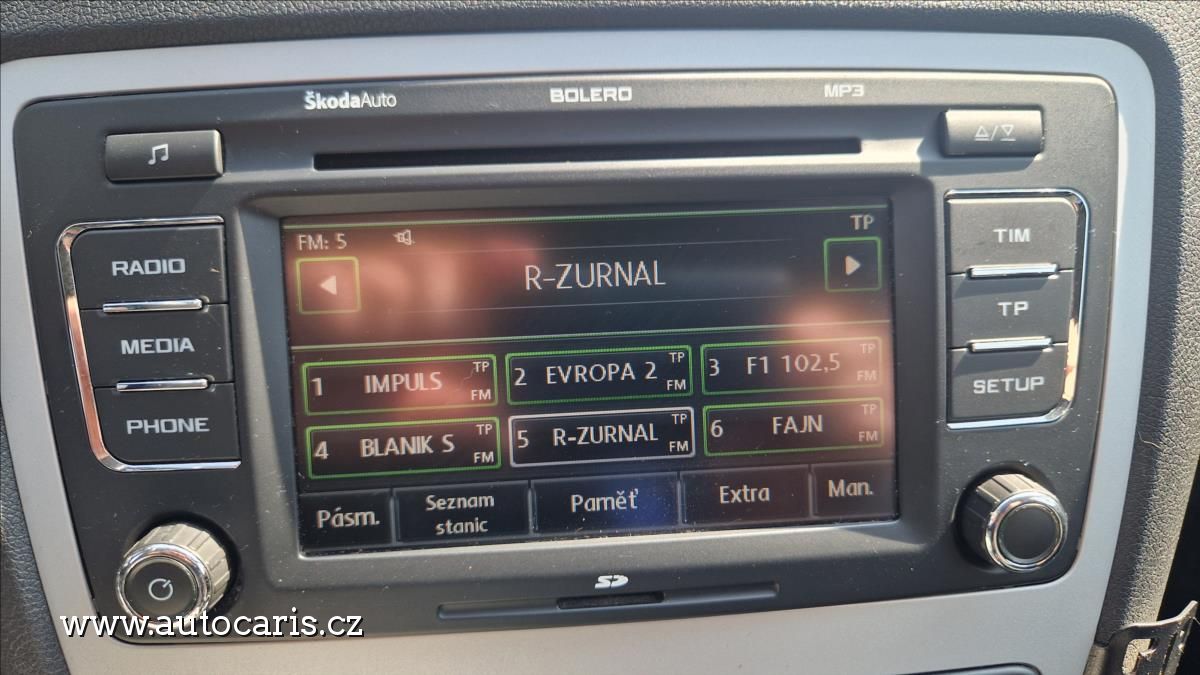 ŠkodaAuto
BOLERO
MP3
RADIO
MEDIA
PHONE
TIM
TP
SETUP
FM: 5
TP
R-ZURNAL
1 IMPULS TP FM
2 EVROPA 2 TP FM
3 F1 102,5 TP FM
4 BLANIK S TP FM
5 R-ZURNAL TP FM
6 FAJN TP FM
Pásm.
Seznam
stanic
Paměť
Extra
Man.
SD
www.autocaris.cz